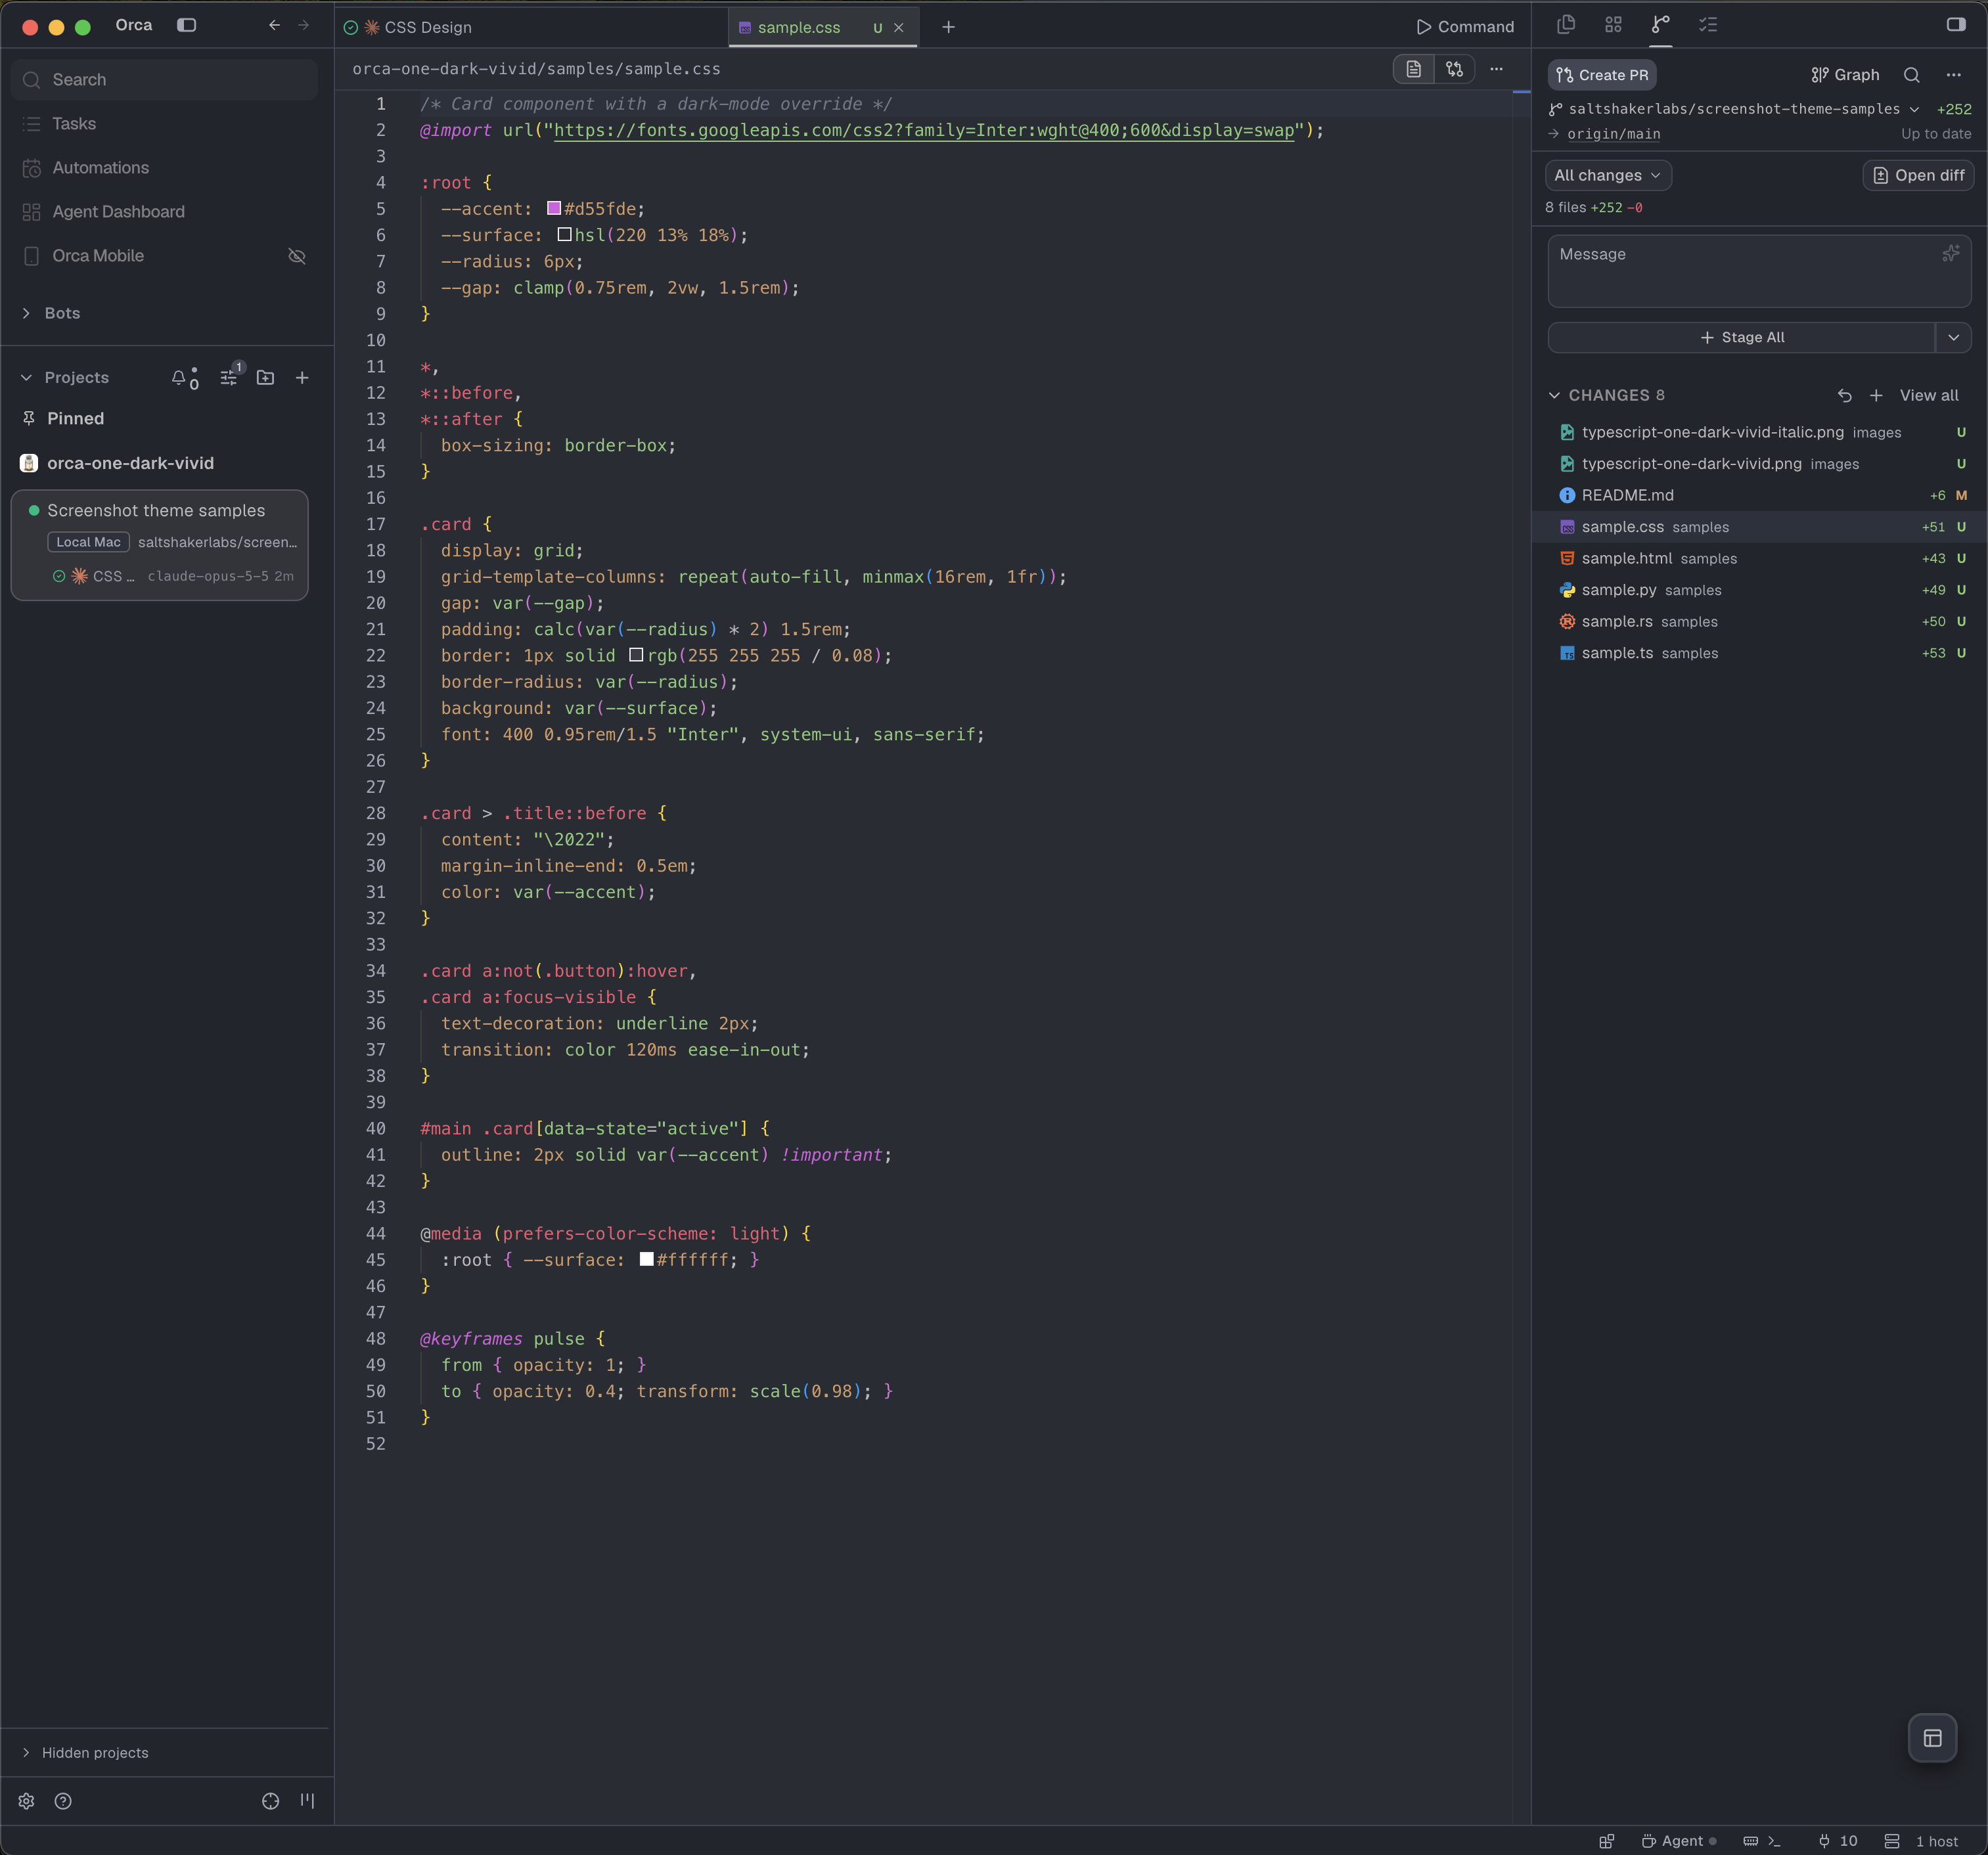 Orca
Search
Tasks
Automations
Agent Dashboard
Orca Mobile
Bots
Projects
0
1
Pinned
orca-one-dark-vivid
Screenshot theme samples
Local Mac saltshakerlabs/screen...
CSS ... claude-opus-5-5 2m
Hidden projects
CSS Design
sample.css U
Command
orca-one-dark-vivid/samples/sample.css
1 /* Card component with a dark-mode override */
2 @import url("https://fonts.googleapis.com/css2?family=Inter:wght@400;600&display=swap");
3
4 :root {
5 --accent: #d55fde;
6 --surface: hsl(220 13% 18%);
7 --radius: 6px;
8 --gap: clamp(0.75rem, 2vw, 1.5rem);
9 }
10
11 *,
12 *::before,
13 *::after {
14 box-sizing: border-box;
15 }
16
17 .card {
18 display: grid;
19 grid-template-columns: repeat(auto-fill, minmax(16rem, 1fr));
20 gap: var(--gap);
21 padding: calc(var(--radius) * 2) 1.5rem;
22 border: 1px solid rgb(255 255 255 / 0.08);
23 border-radius: var(--radius);
24 background: var(--surface);
25 font: 400 0.95rem/1.5 "Inter", system-ui, sans-serif;
26 }
27
28 .card > .title::before {
29 content: "\2022";
30 margin-inline-end: 0.5em;
31 color: var(--accent);
32 }
33
34 .card a:not(.button):hover,
35 .card a:focus-visible {
36 text-decoration: underline 2px;
37 transition: color 120ms ease-in-out;
38 }
39
40 #main .card[data-state="active"] {
41 outline: 2px solid var(--accent) !important;
42 }
43
44 @media (prefers-color-scheme: light) {
45 :root { --surface: #ffffff; }
46 }
47
48 @keyframes pulse {
49 from { opacity: 1; }
50 to { opacity: 0.4; transform: scale(0.98); }
51 }
52
Create PR
Graph
saltshakerlabs/screenshot-theme-samples +252
origin/main Up to date
All changes
Open diff
8 files +252 -0
Message
Stage All
CHANGES 8 View all
typescript-one-dark-vivid-italic.png images U
typescript-one-dark-vivid.png images U
README.md +6 M
sample.css samples +51 U
sample.html samples +43 U
sample.py samples +49 U
sample.rs samples +50 U
sample.ts samples +53 U
Agent
10
1 host